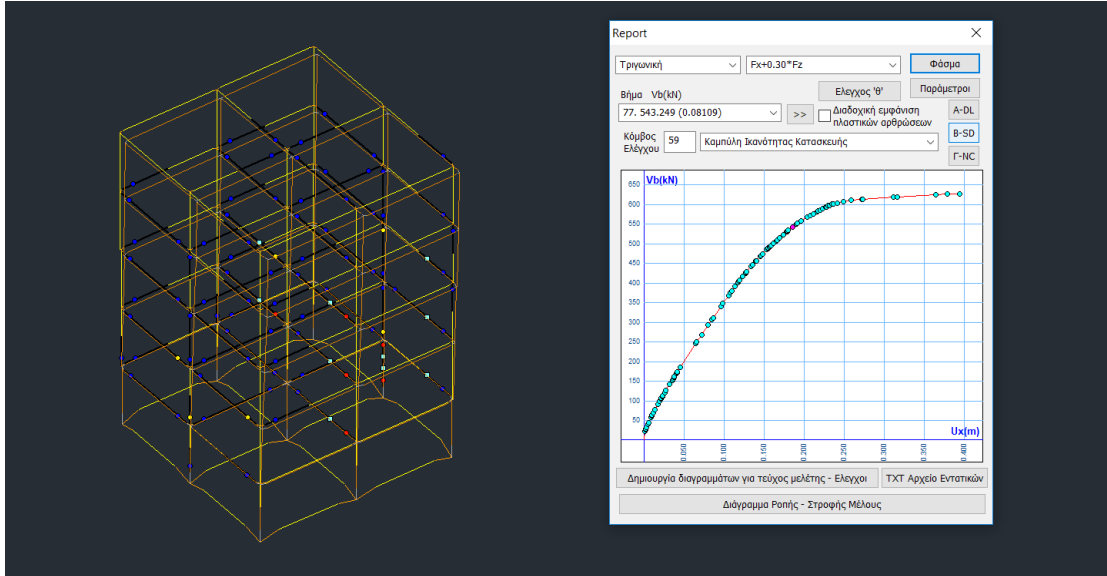 Report
Τριγωνική
Fx+0.30*Fz
Φάσμα
Ελεγχος 'θ'
Παράμετροι
Βήμα Vb(kN)
77. 543.249 (0.08109)
>>
Διαδοχική εμφάνιση
πλαστικών αρθρώσεων
A-DL
B-SD
Γ-NC
Κόμβος
Ελέγχου
59
Καμπύλη Ικανότητας Κατασκευής
Vb(kN)
650
600
550
500
450
400
350
300
250
200
150
100
50
Ux(m)
0.050
0.100
0.150
0.200
0.250
0.300
0.350
0.400
Δημιουργία διαγραμμάτων για τεύχος μελέτης - Ελεγχοι
TXT Αρχείο Εντατικών
Διάγραμμα Ροπής - Στροφής Μέλους